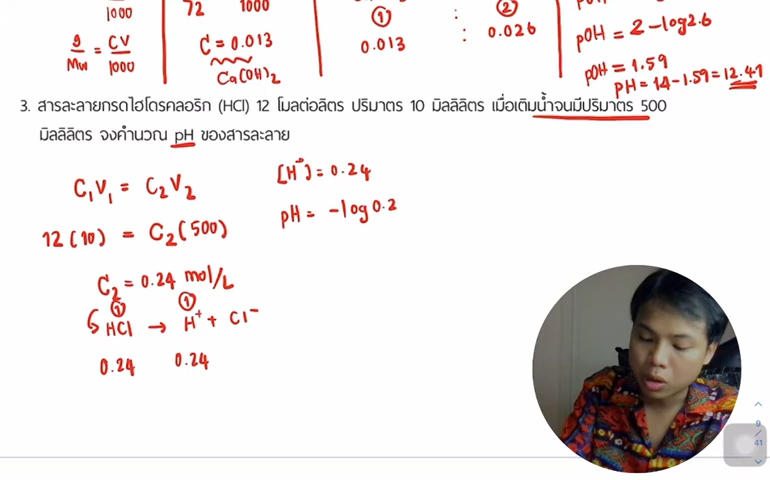 1000
72
1000
g/Mw = CV/1000
C = 0.013
Ca(OH)2
① : ②
0.013 : 0.026
pOH = 2 - log2.6
pOH = 1.59
pH = 14 - 1.59 = 12.41
3. สารละลายกรดไฮโดรคลอริก (HCl) 12 โมลต่อลิตร ปริมาตร 10 มิลลิลิตร เมื่อเติมน้ำจนมีปริมาตร 500
มิลลิลิตร จงคำนวณ pH ของสารละลาย
C1V1 = C2V2
12(10) = C2(500)
C2 = 0.24 mol/L
① ①
HCl → H+ + Cl-
0.24 0.24
[H+] = 0.24
pH = -log0.2
9
/
41